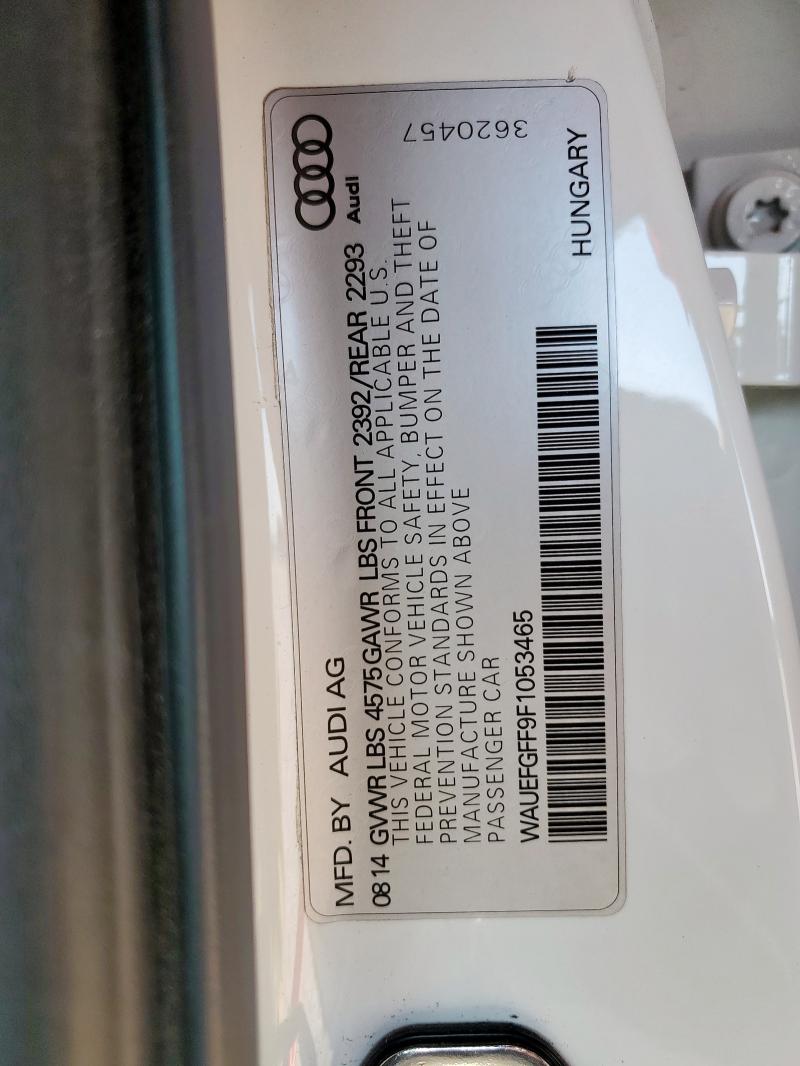 MFD. BY AUDI AG
Audi
0814 GVWR LBS 4575 GAWR LBS FRONT 2392/REAR 2293
THIS VEHICLE CONFORMS TO ALL APPLICABLE U.S.
FEDERAL MOTOR VEHICLE SAFETY, BUMPER AND THEFT
PREVENTION STANDARDS IN EFFECT ON THE DATE OF
MANUFACTURE SHOWN ABOVE
PASSENGER CAR
3620457
WAUEFGFF9F1053465
HUNGARY